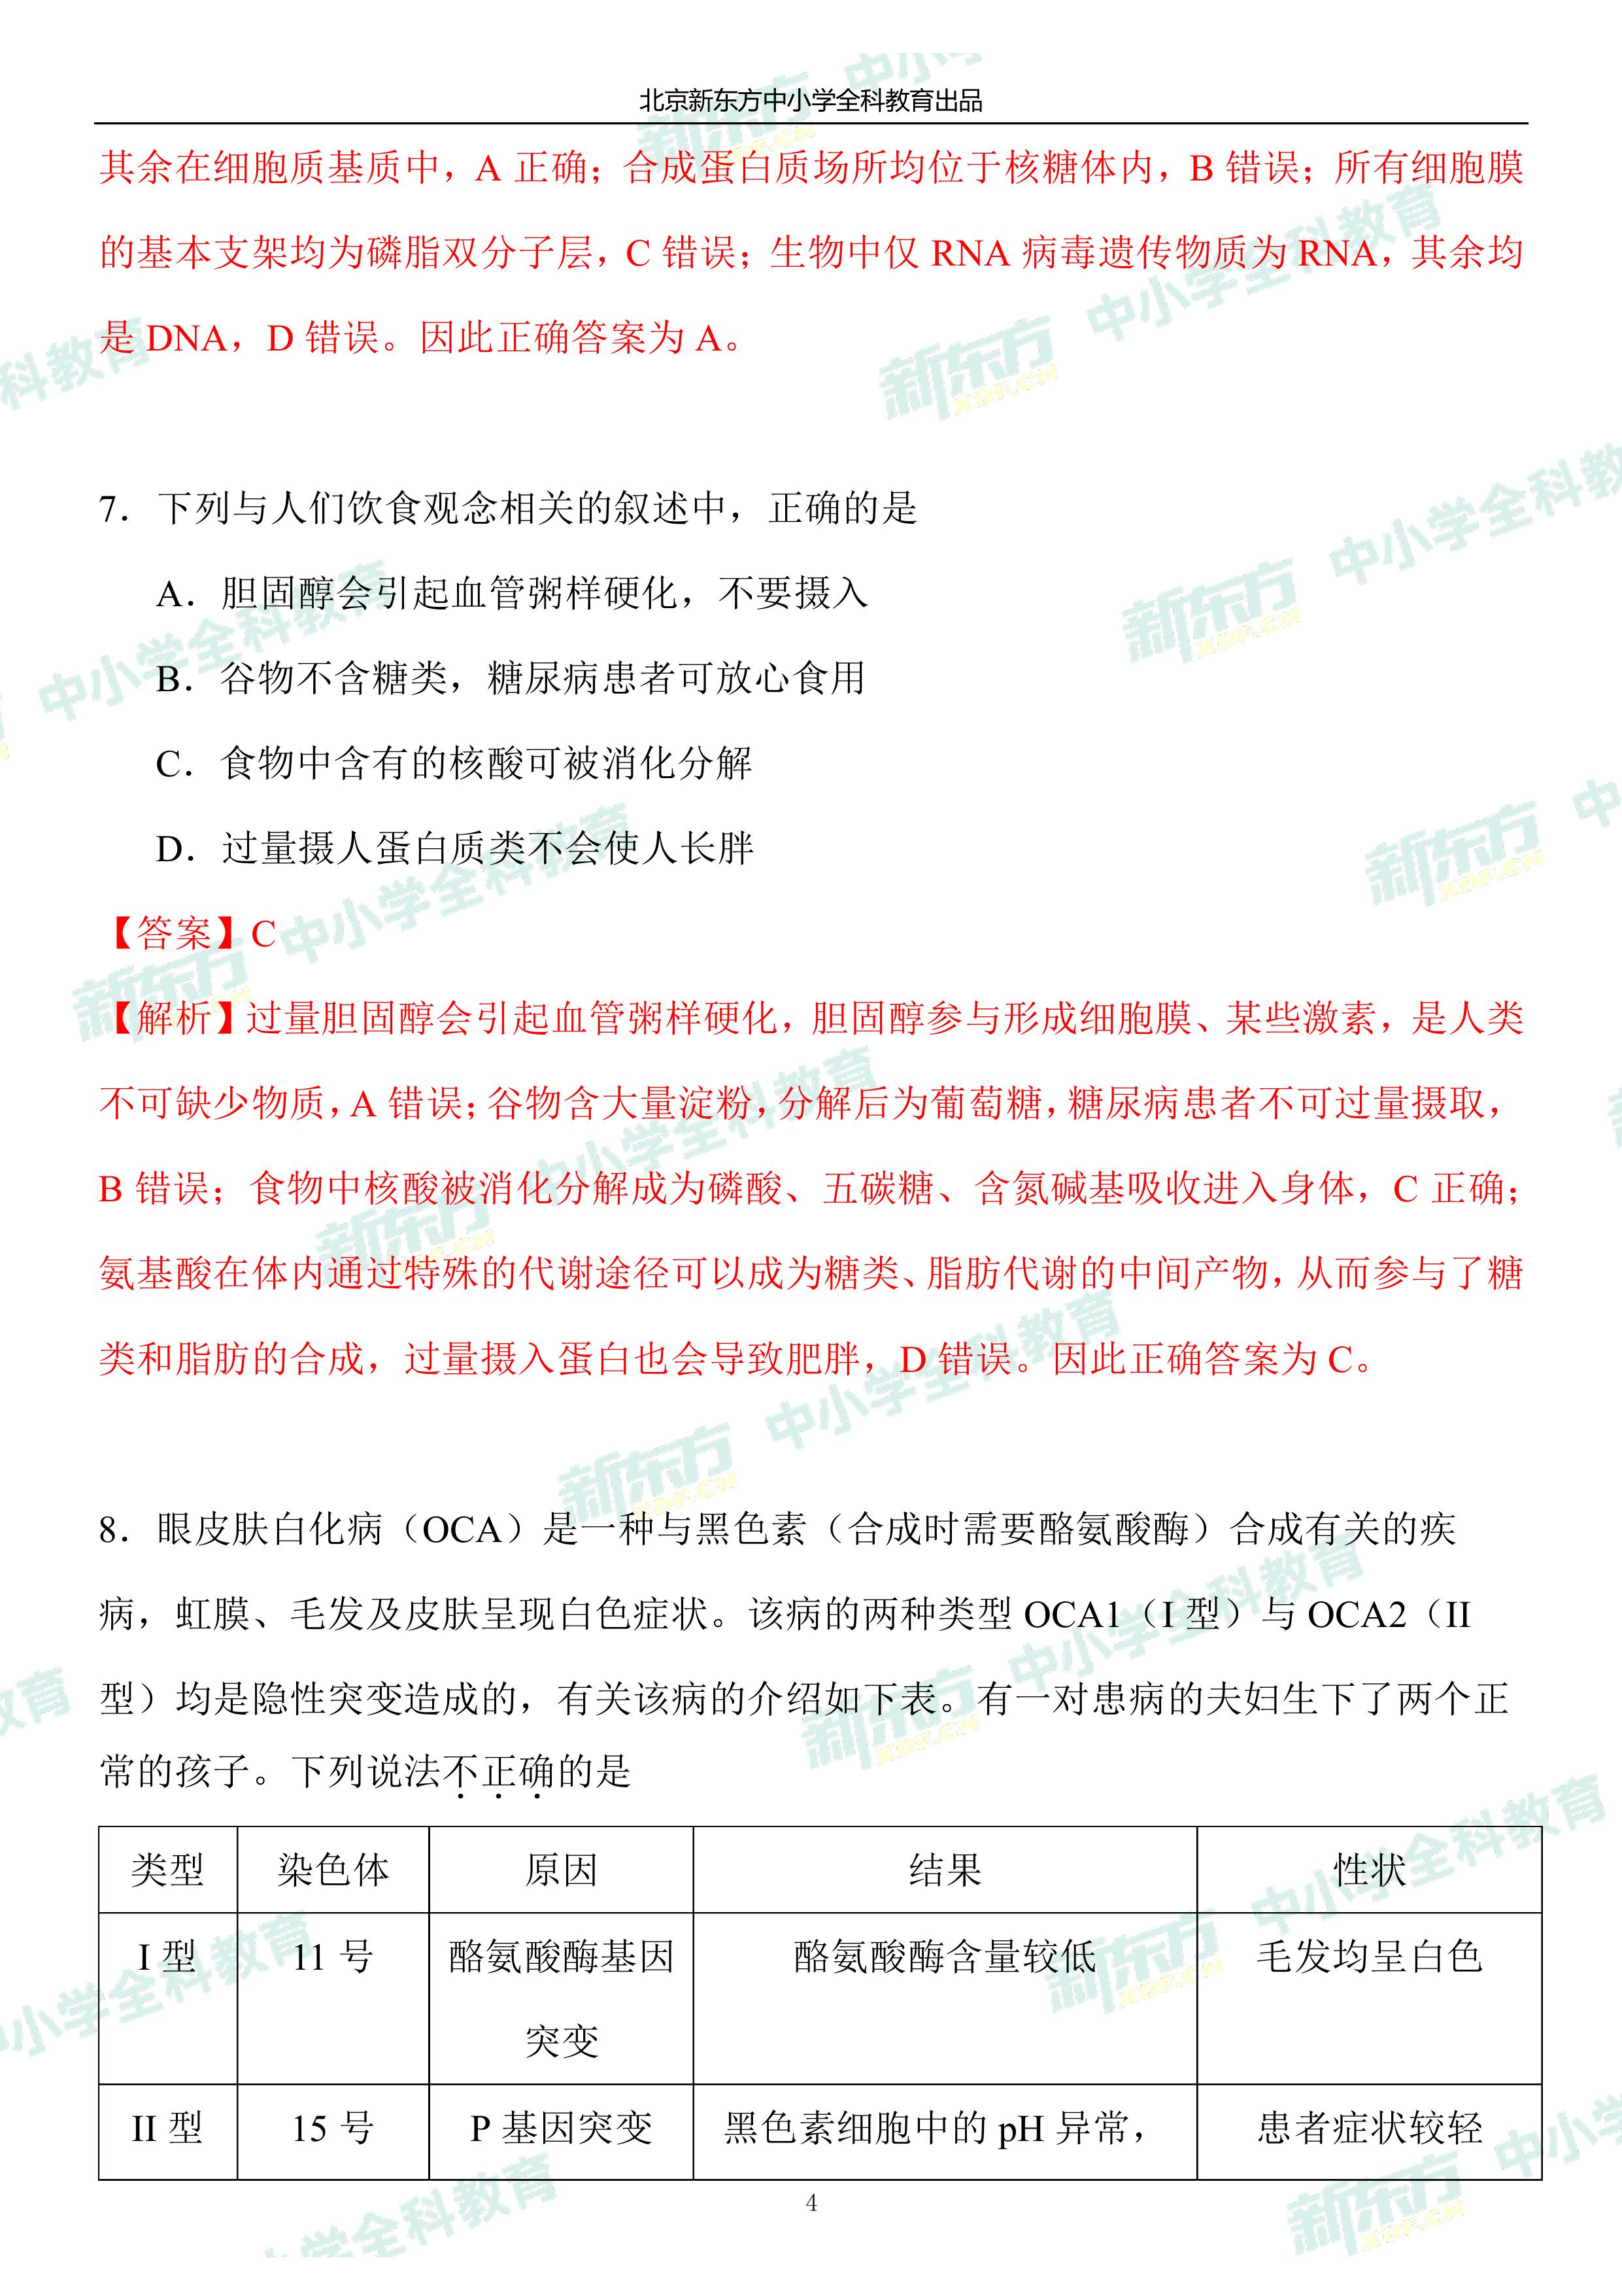 北京新东方中小学全科教育出品
其余在细胞质基质中，A 正确；合成蛋白质场所均位于核糖体内，B 错误；所有细胞膜
的基本支架均为磷脂双分子层，C 错误；生物中仅 RNA 病毒遗传物质为 RNA，其余均
是 DNA，D 错误。因此正确答案为 A。
7．下列与人们饮食观念相关的叙述中，正确的是
A．胆固醇会引起血管粥样硬化，不要摄入
B．谷物不含糖类，糖尿病患者可放心食用
C．食物中含有的核酸可被消化分解
D．过量摄人蛋白质类不会使人长胖
【答案】C
【解析】过量胆固醇会引起血管粥样硬化，胆固醇参与形成细胞膜、某些激素，是人类
不可缺少物质，A 错误；谷物含大量淀粉，分解后为葡萄糖，糖尿病患者不可过量摄取，
B 错误；食物中核酸被消化分解成为磷酸、五碳糖、含氮碱基吸收进入身体，C 正确；
氨基酸在体内通过特殊的代谢途径可以成为糖类、脂肪代谢的中间产物，从而参与了糖
类和脂肪的合成，过量摄入蛋白也会导致肥胖，D 错误。因此正确答案为 C。
8．眼皮肤白化病（OCA）是一种与黑色素（合成时需要酪氨酸酶）合成有关的疾
病，虹膜、毛发及皮肤呈现白色症状。该病的两种类型 OCA1（I 型）与 OCA2（II
型）均是隐性突变造成的，有关该病的介绍如下表。有一对患病的夫妇生下了两个正
常的孩子。下列说法不正确的是
类型 染色体 原因 结果 性状
I 型 11 号 酪氨酸酶基因 酪氨酸酶含量较低 毛发均呈白色
突变
II 型 15 号 P 基因突变 黑色素细胞中的 pH 异常， 患者症状较轻
4
新东方 XDF.CN 中小学全科教育